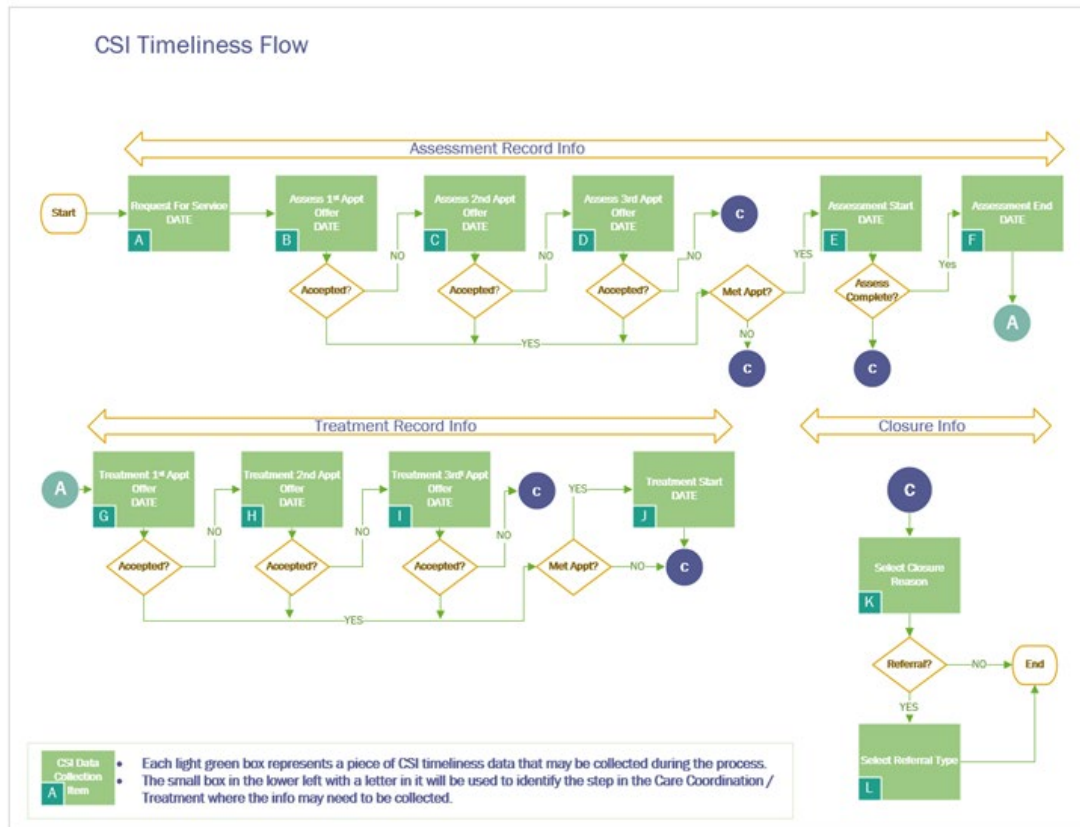 CSI Timeliness Flow
Assessment Record Info
Start
Request For Service
DATE
A
Assess 1st Appt
Offer
DATE
B
Assess 2nd Appt
Offer
DATE
C
Assess 3rd Appt
Offer
DATE
D
c
Assessment Start
DATE
E
Assessment End
DATE
F
NO
NO
NO
YES
Yes
Accepted?
Accepted?
Accepted?
Met Appt?
Assess
Complete?
A
YES
NO
c
c
Treatment Record Info
Closure Info
A
Treatment 1st Appt
Offer
DATE
G
Treatment 2nd Appt
Offer
DATE
H
Treatment 3rd Appt
Offer
DATE
I
c
YES
Treatment Start
DATE
J
c
NO
NO
NO
Accepted?
Accepted?
Accepted?
Met Appt?
NO
c
YES
Select Closure
Reason
K
Referral?
NO
End
YES
Select Referral Type
L
CSI Data
Collection
Item
A
• Each light green box represents a piece of CSI timeliness data that may be collected during the process.
• The small box in the lower left with a letter in it will be used to identify the step in the Care Coordination /
Treatment where the info may need to be collected.